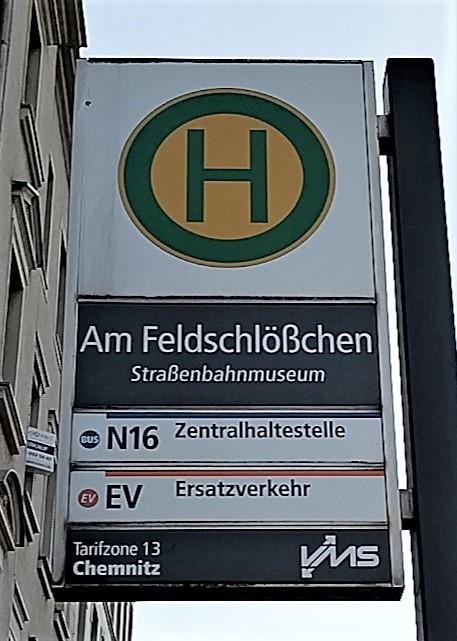 H
Am Feldschlößchen
Straßenbahnmuseum
BUS N16 Zentralhaltestelle
EV EV Ersatzverkehr
Tarifzone 13
Chemnitz
VMS